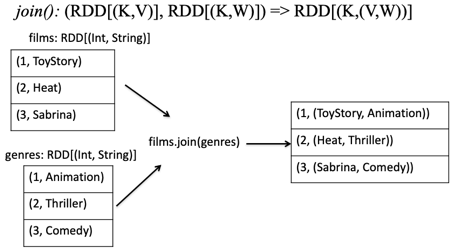 join(): (RDD[(K,V)], RDD[(K,W)]) => RDD[(K,(V,W))]
films: RDD[(Int, String)]
(1, ToyStory)
(2, Heat)
(3, Sabrina)
genres: RDD[(Int, String)]
(1, Animation)
(2, Thriller)
(3, Comedy)
films.join(genres)
(1, (ToyStory, Animation))
(2, (Heat, Thriller))
(3, (Sabrina, Comedy))